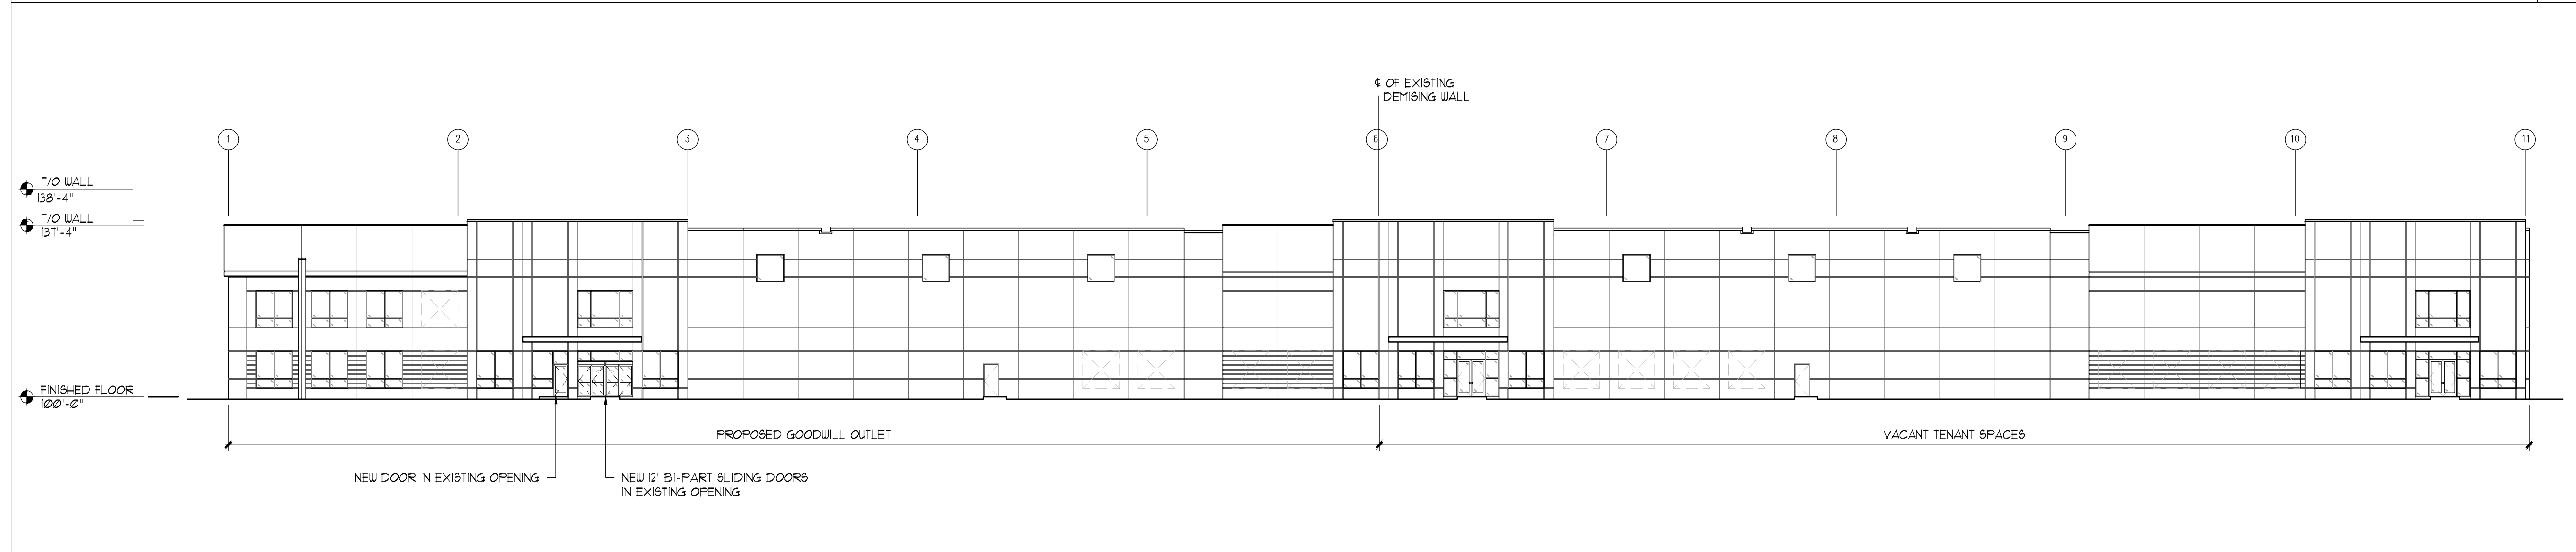 ℄ OF EXISTING
DEMISING WALL
1
2
3
4
5
6
7
8
9
10
11
T/O WALL
138'-4"
T/O WALL
137'-4"
FINISHED FLOOR
100'-0"
PROPOSED GOODWILL OUTLET
VACANT TENANT SPACES
NEW DOOR IN EXISTING OPENING
NEW 12' BI-PART SLIDING DOORS
IN EXISTING OPENING